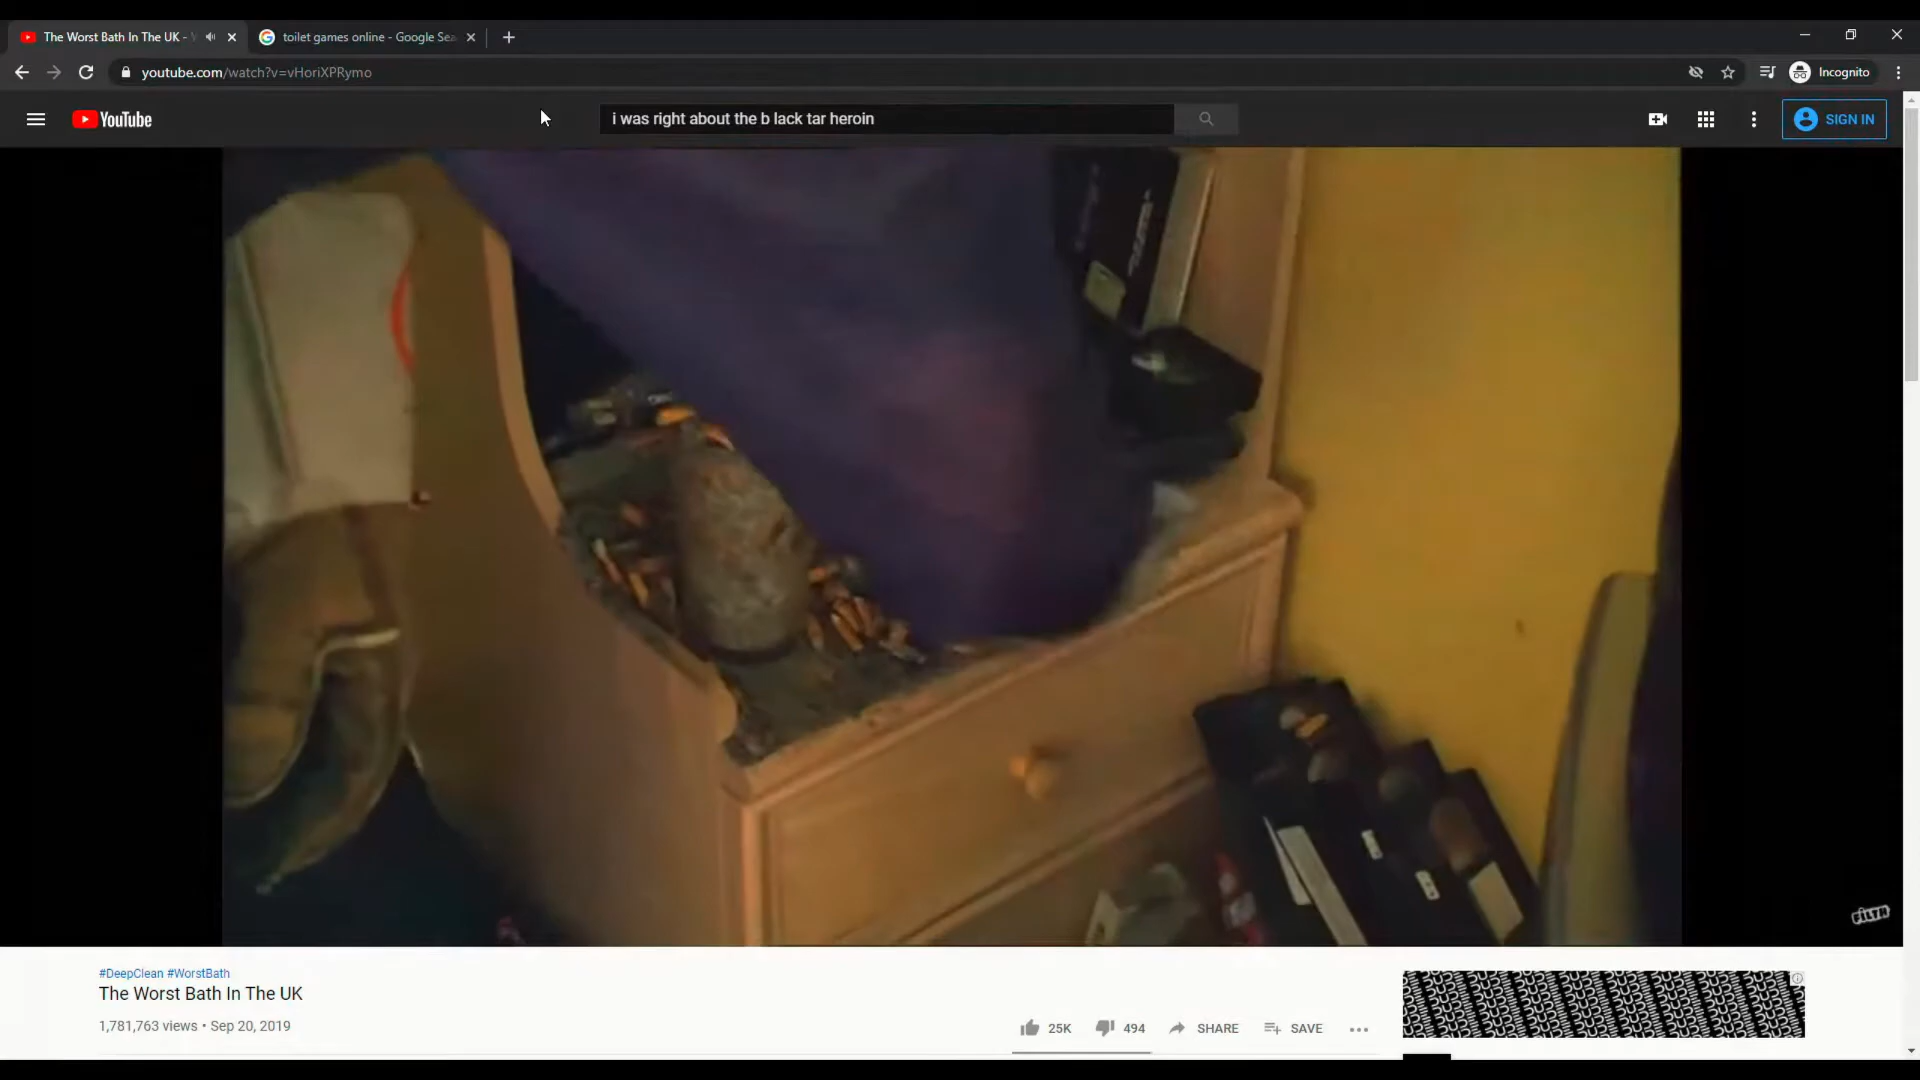 The Worst Bath In The UK -
toilet games online - Google Sea
youtube.com/watch?v=vHoriXPRymo
Incognito
YouTube
i was right about the b lack tar heroin
SIGN IN
FILTH
#DeepClean #WorstBath
The Worst Bath In The UK
1,781,763 views • Sep 20, 2019
25K
494
SHARE
SAVE